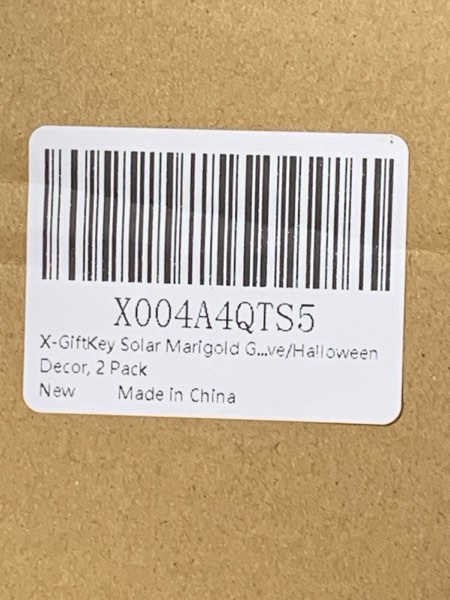 X004A4QTS5
X-GiftKey Solar Marigold G...ve/Halloween
Decor, 2 Pack
New Made in China